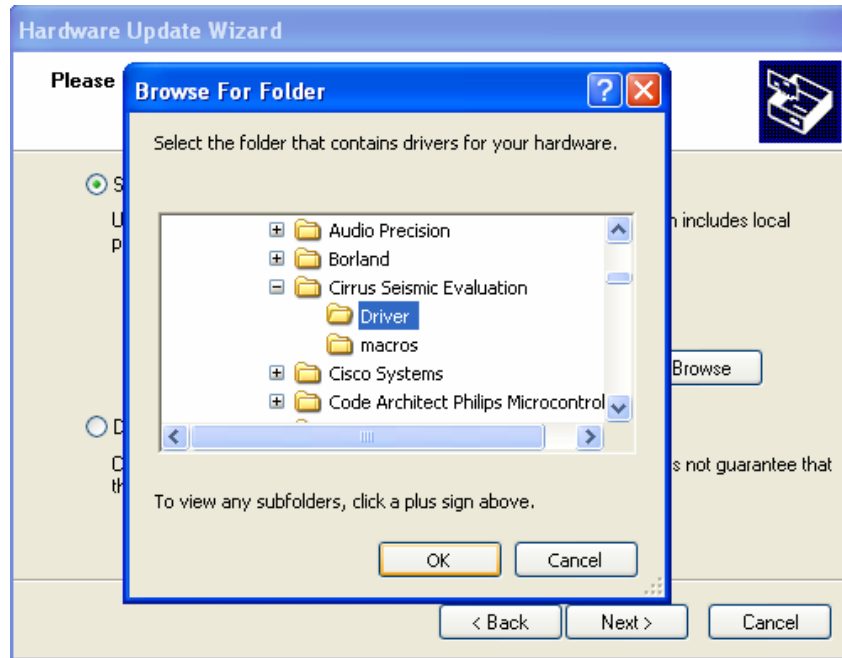 Hardware Update Wizard
Please
Browse For Folder
Select the folder that contains drivers for your hardware.
S
U
n includes local
p
Audio Precision
Borland
Cirrus Seismic Evaluation
Driver
macros
Cisco Systems
Code Architect Philips Microcontrol
Browse
D
C
s not guarantee that
th
To view any subfolders, click a plus sign above.
OK Cancel
< Back Next > Cancel